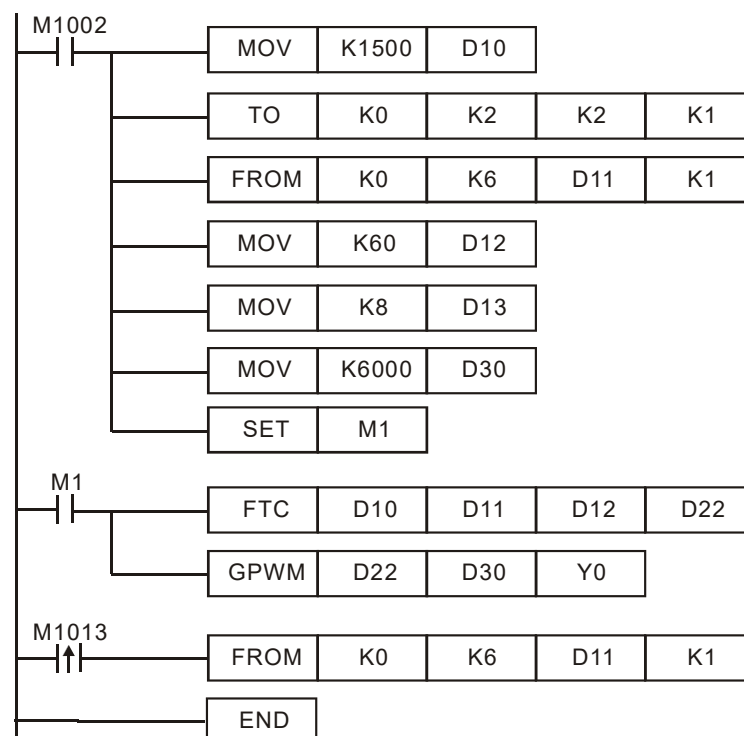 M1002
MOV K1500 D10
TO K0 K2 K2 K1
FROM K0 K6 D11 K1
MOV K60 D12
MOV K8 D13
MOV K6000 D30
SET M1
M1
FTC D10 D11 D12 D22
GPWM D22 D30 Y0
M1013
FROM K0 K6 D11 K1
END